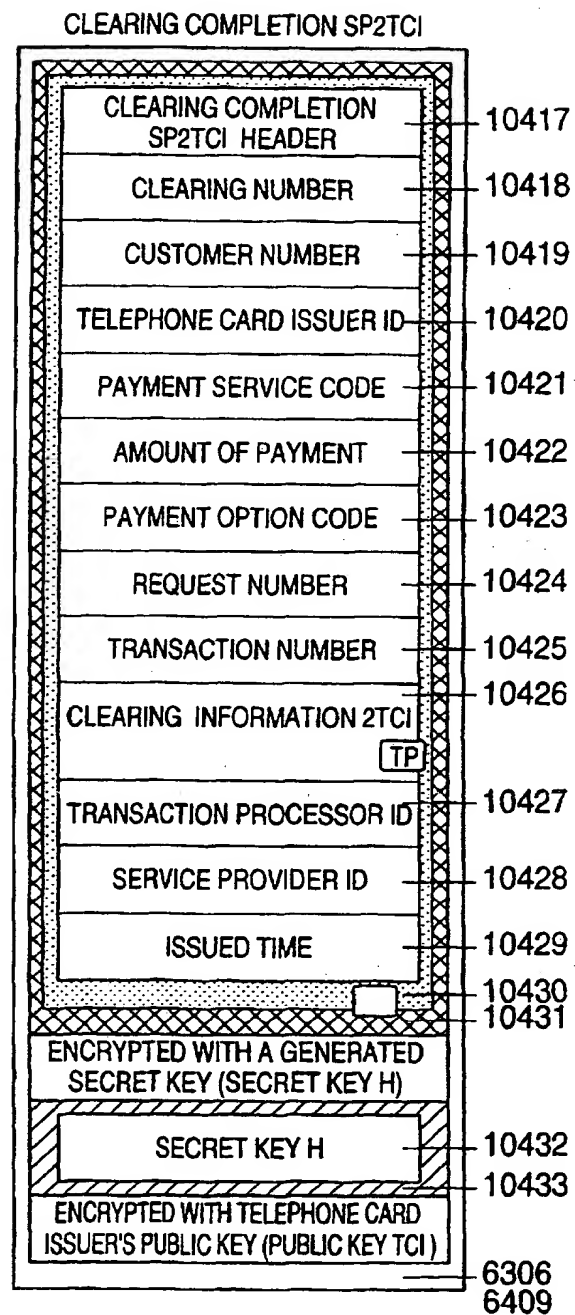 CLEARING COMPLETION SP2TCI
CLEARING COMPLETION
SP2TCI HEADER
10417
CLEARING NUMBER
10418
CUSTOMER NUMBER
10419
TELEPHONE CARD ISSUER ID
10420
PAYMENT SERVICE CODE
10421
AMOUNT OF PAYMENT
10422
PAYMENT OPTION CODE
10423
REQUEST NUMBER
10424
TRANSACTION NUMBER
10425
10426
CLEARING INFORMATION 2TCI
TP
TRANSACTION PROCESSOR ID
10427
SERVICE PROVIDER ID
10428
ISSUED TIME
10429
10430
10431
ENCRYPTED WITH A GENERATED
SECRET KEY (SECRET KEY H)
SECRET KEY H
10432
10433
ENCRYPTED WITH TELEPHONE CARD
ISSUER'S PUBLIC KEY (PUBLIC KEY TCI)
6306
6409